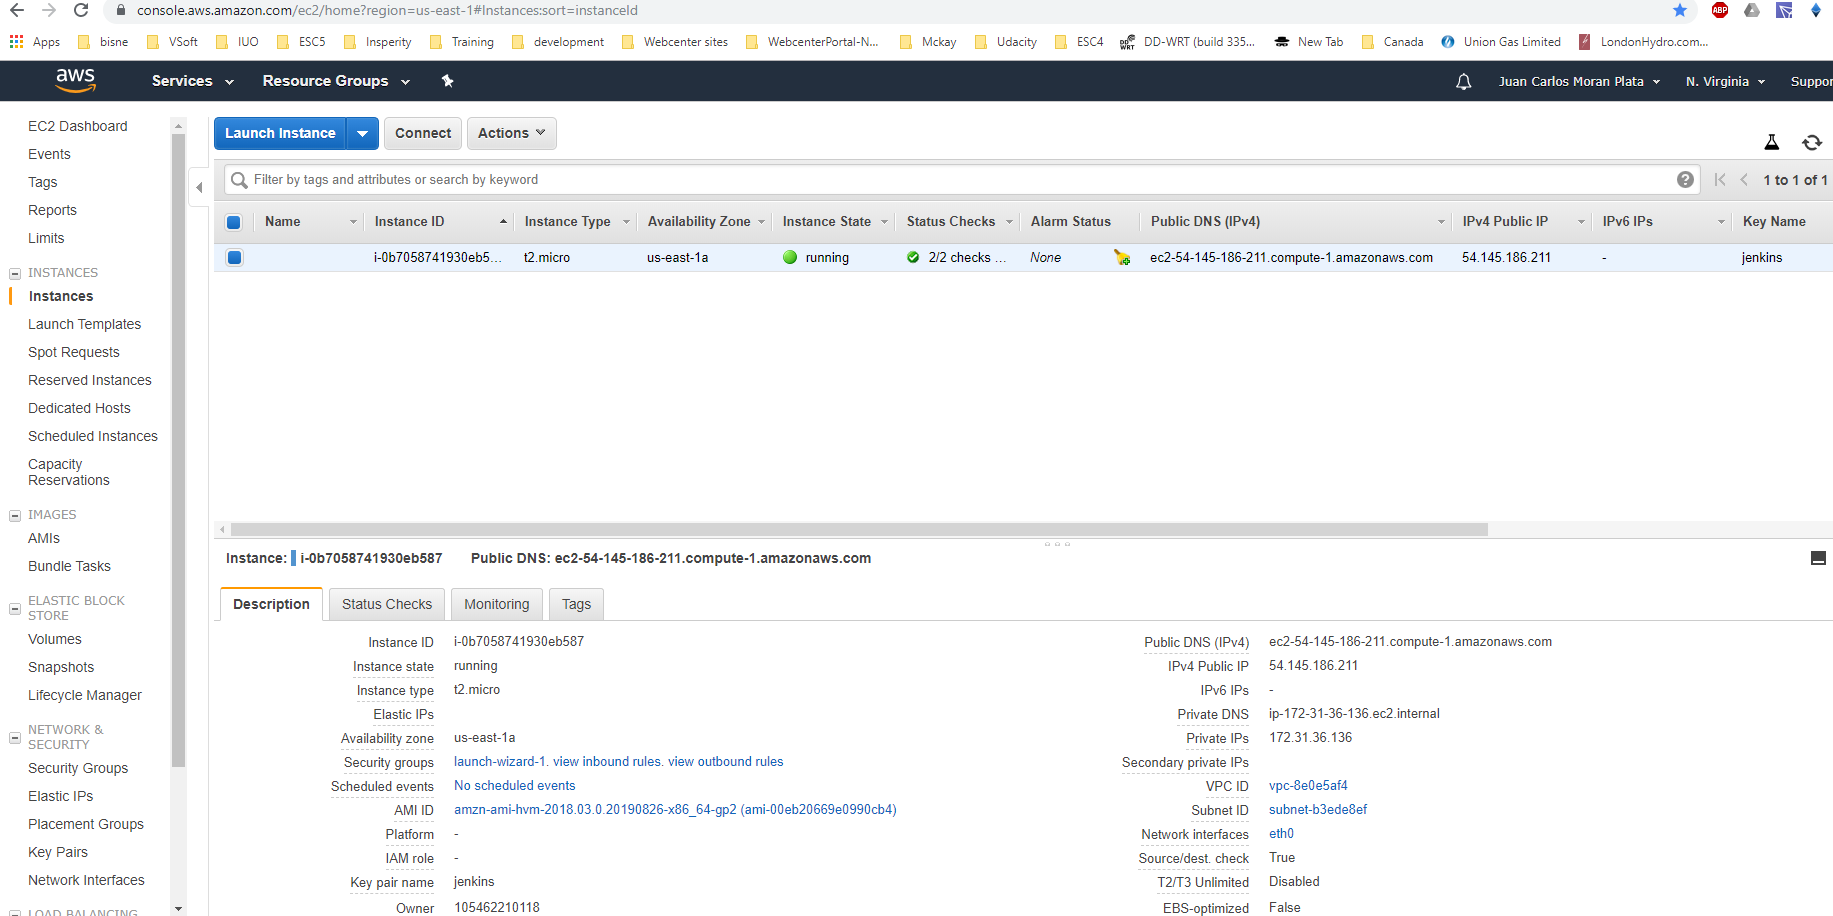 console.aws.amazon.com/ec2/home?region=us-east-1#Instances:sort=instanceId
ABP
Apps bisne VSoft IUO ESC5 Insperity Training development Webcenter sites WebcenterPortal-N... Mckay Udacity ESC4 DD-WRT (build 335... New Tab Canada Union Gas Limited LondonHydro.com...
aws Services Resource Groups Juan Carlos Moran Plata N. Virginia Suppor
EC2 Dashboard
Events
Tags
Reports
Limits
INSTANCES
Instances
Launch Templates
Spot Requests
Reserved Instances
Dedicated Hosts
Scheduled Instances
Capacity
Reservations
IMAGES
AMIs
Bundle Tasks
ELASTIC BLOCK
STORE
Volumes
Snapshots
Lifecycle Manager
NETWORK &
SECURITY
Security Groups
Elastic IPs
Placement Groups
Key Pairs
Network Interfaces
LOAD BALANCING
Launch Instance Connect Actions
Filter by tags and attributes or search by keyword
1 to 1 of 1
Name Instance ID Instance Type Availability Zone Instance State Status Checks Alarm Status Public DNS (IPv4) IPv4 Public IP IPv6 IPs Key Name
i-0b7058741930eb5... t2.micro us-east-1a running 2/2 checks ... None ec2-54-145-186-211.compute-1.amazonaws.com 54.145.186.211 - jenkins
Instance: i-0b7058741930eb587 Public DNS: ec2-54-145-186-211.compute-1.amazonaws.com
Description Status Checks Monitoring Tags
Instance ID i-0b7058741930eb587
Instance state running
Instance type t2.micro
Elastic IPs
Availability zone us-east-1a
Security groups launch-wizard-1. view inbound rules. view outbound rules
Scheduled events No scheduled events
AMI ID amzn-ami-hvm-2018.03.0.20190826-x86_64-gp2 (ami-00eb20669e0990cb4)
Platform -
IAM role -
Key pair name jenkins
Owner 105462210118
Public DNS (IPv4) ec2-54-145-186-211.compute-1.amazonaws.com
IPv4 Public IP 54.145.186.211
IPv6 IPs -
Private DNS ip-172-31-36-136.ec2.internal
Private IPs 172.31.36.136
Secondary private IPs
VPC ID vpc-8e0e5af4
Subnet ID subnet-b3ede8ef
Network interfaces eth0
Source/dest. check True
T2/T3 Unlimited Disabled
EBS-optimized False